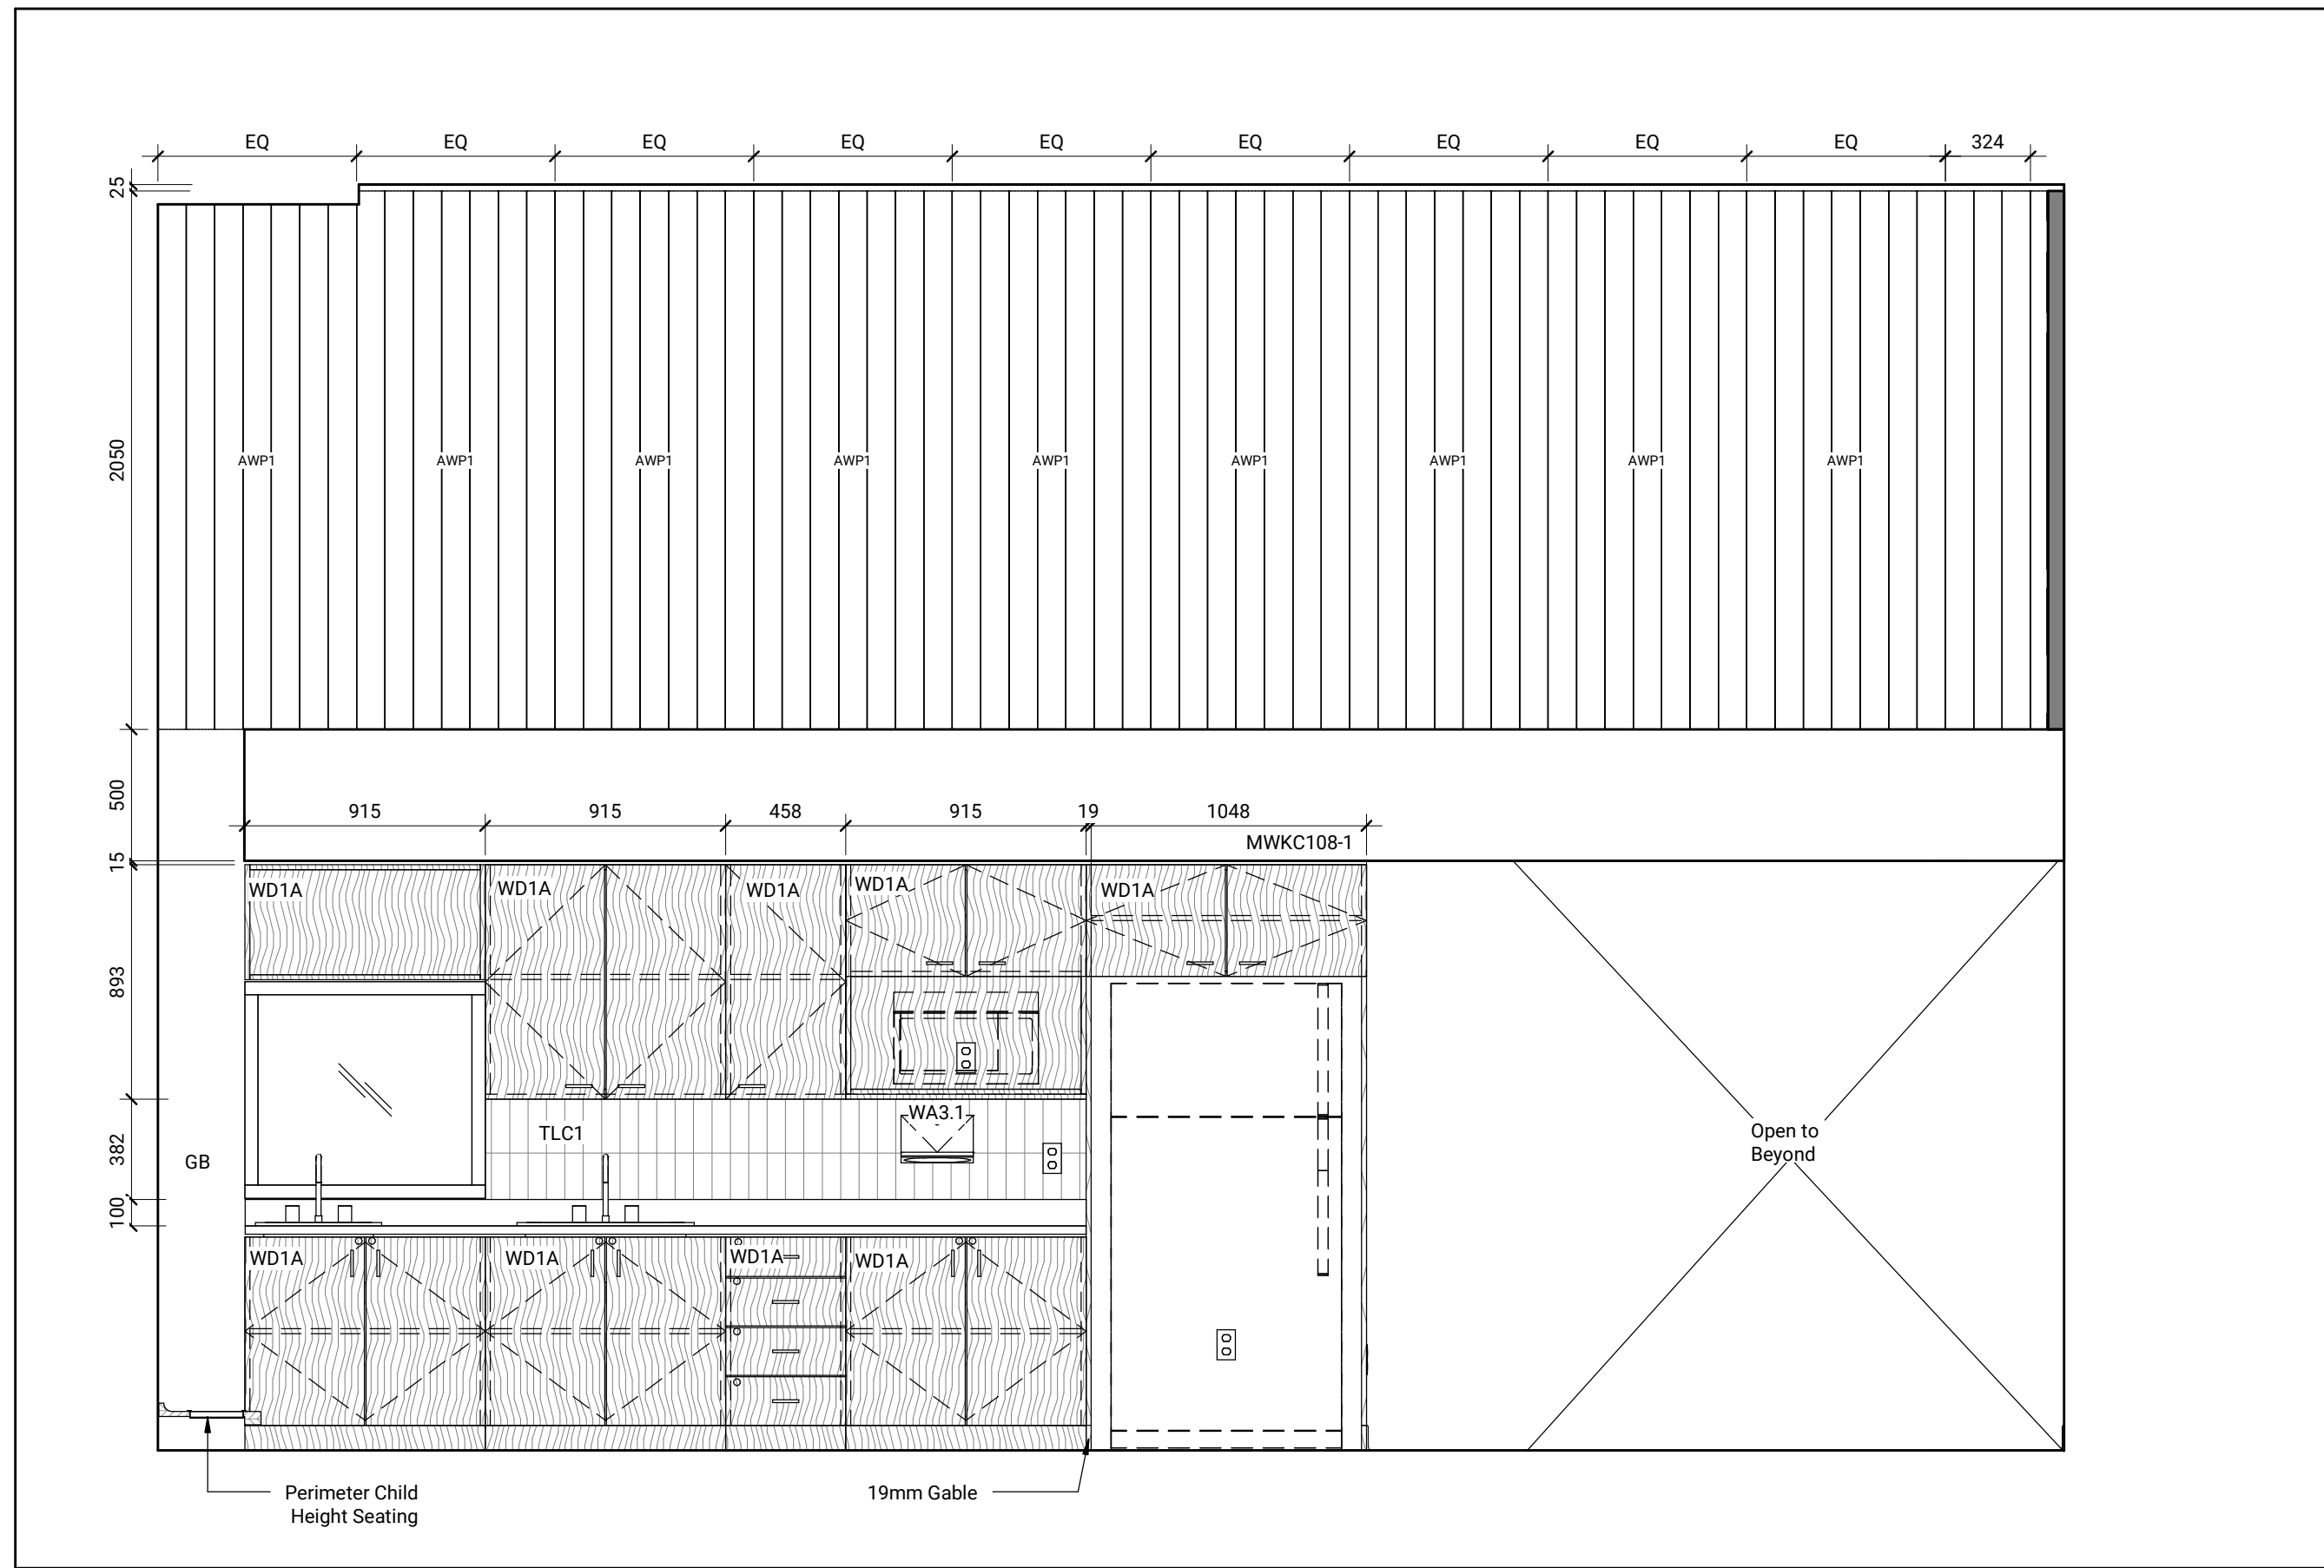 EQ EQ EQ EQ EQ EQ EQ EQ EQ 324
25
2050
AWP1 AWP1 AWP1 AWP1 AWP1 AWP1 AWP1 AWP1 AWP1
500
915 915 458 915 19 1048
MWKC108-1
15
WD1A WD1A WD1A WD1A WD1A
893
WA3.1
TLC1
382
GB
Open to
Beyond
100
WD1A WD1A WD1A WD1A
Perimeter Child
Height Seating
19mm Gable